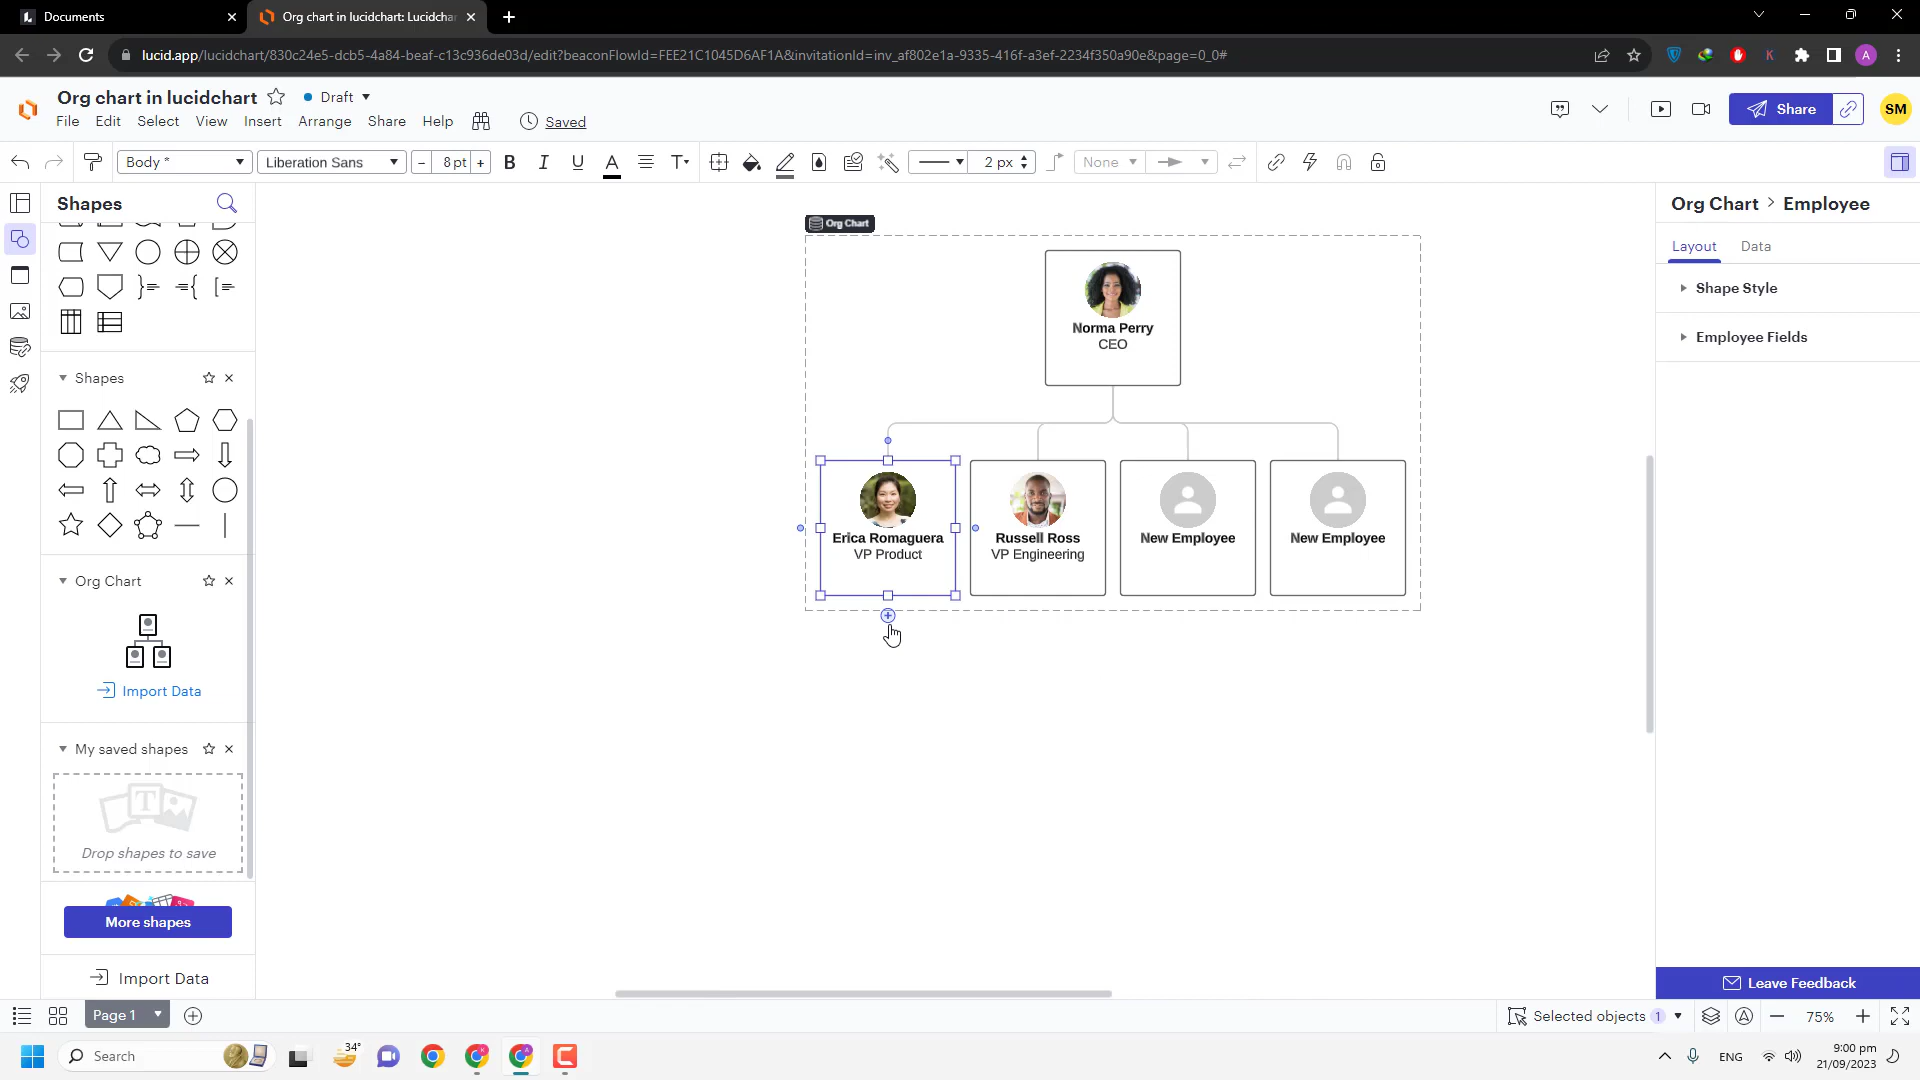 Documents
Org chart in lucidchart: Lucidchar
lucid.app/lucidchart/830c24e5-dcb5-4a84-beaf-c13c936de03d/edit?beaconFlowId=FEE21C1045D6AF1A&invitationId=inv_af802e1a-9335-416f-a3ef-2234f350a90e&page=0_0#
A
Org chart in lucidchart
Draft
File Edit Select View Insert Arrange Share Help
Saved
Share
SM
Body *
Liberation Sans
- 8 pt +
B I U A T
2 px
None
Shapes
Shapes
Org Chart
Import Data
My saved shapes
T
Drop shapes to save
More shapes
Import Data
Org Chart
Norma Perry
CEO
Erica Romaguera
VP Product
Russell Ross
VP Engineering
New Employee
New Employee
Org Chart > Employee
Layout
Data
Shape Style
Employee Fields
Leave Feedback
Page 1
Selected objects 1
75%
Search
34°
ENG
9:00 pm
21/09/2023